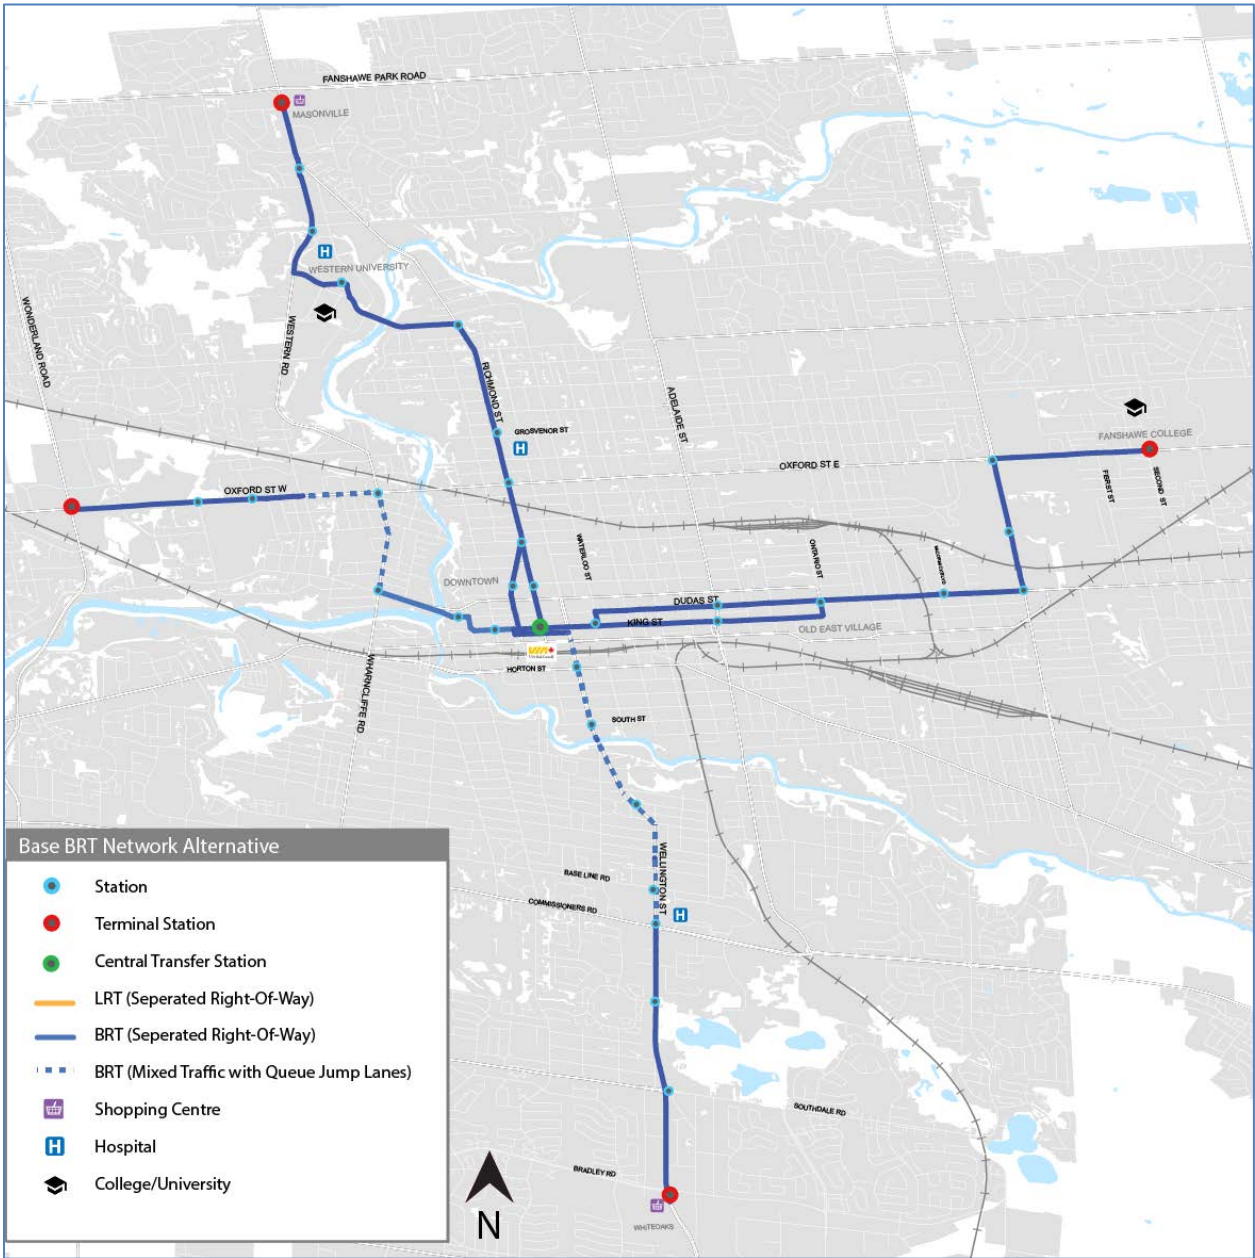 FANSHAWE PARK ROAD
MASONVILLE
H
WESTERN UNIVERSITY
WONDERLAND ROAD
WESTERN RD
RICHMOND ST
ADELAIDE ST
GROSVENOR ST
H
FANSHAWE COLLEGE
OXFORD ST E
FIRST ST
SECOND ST
OXFORD ST W
WATERLOO ST
ONTARIO ST
DOWNTOWN
DUDAS ST
KING ST
OLD EAST VILLAGE
VIA
HORTON ST
WHARNCLIFFE RD
SOUTH ST
WELLINGTON ST
BASE LINE RD
COMMISSIONERS RD
H
SOUTHDALE RD
BRADLEY RD
WHITEOAKS
Base BRT Network Alternative
Station
Terminal Station
Central Transfer Station
LRT (Seperated Right-Of-Way)
BRT (Seperated Right-Of-Way)
BRT (Mixed Traffic with Queue Jump Lanes)
Shopping Centre
H Hospital
College/University
N